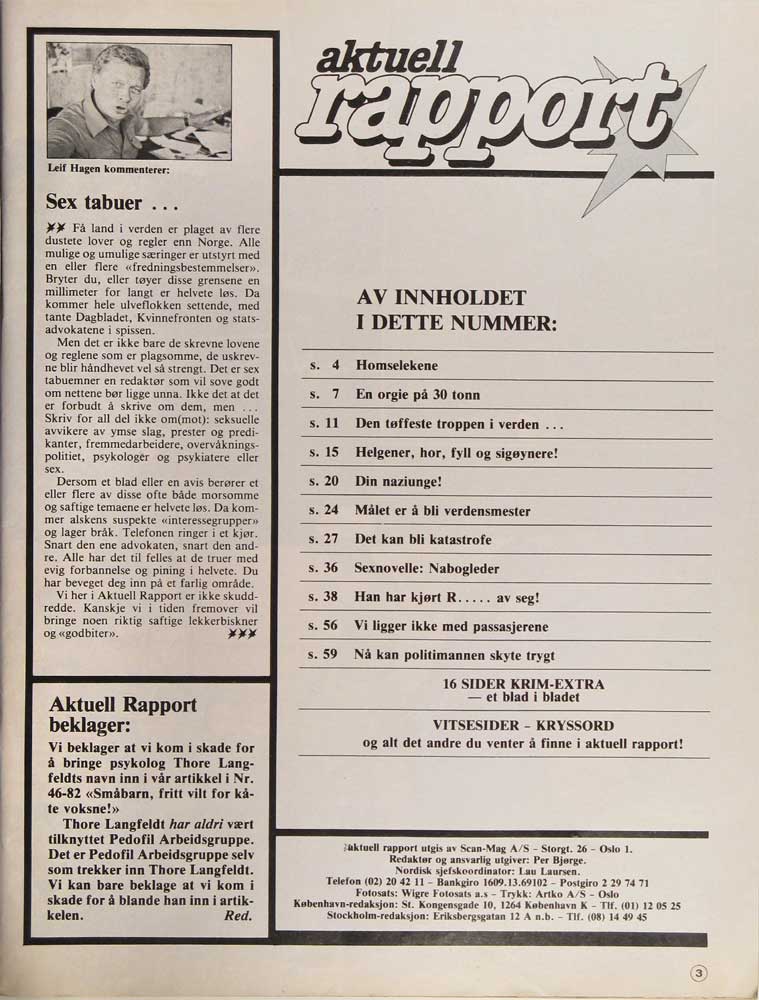 Leif Hagen kommenterer:
Sex tabuer ...
Få land i verden er plaget av flere
dustete lover og regler enn Norge. Alle
mulige og umulige særinger er utstyrt med
en eller flere «fredningsbestemmelser».
Bryter du, eller tøyer disse grensene en
millimeter for langt er helvete løs. Da
kommer hele ulveflokken settende, med
tante Dagbladet, Kvinnefronten og stats-
advokatene i spissen.
Men det er ikke bare de skrevne lovene
og reglene som er plagsomme, de uskrev-
ne blir håndhevet vel så strengt. Det er sex
tabuemner en redaktør som vil sove godt
om nettene bør ligge unna. Ikke det at det
er forbudt å skrive om dem, men ...
Skriv for all del ikke om(mot): seksuelle
avvikere av ymse slag, prester og predi-
kanter, fremmedarbeidere, overvåknings-
politiet, psykologer og psykiatere eller
sex.
Dersom et blad eller en avis berører et
eller flere av disse ofte både morsomme
og saftige temaene er helvete løs. Da kom-
mer alskens suspekte «interessegrupper»
og lager bråk. Telefonen ringer i et kjør.
Snart den ene advokaten, snart den and-
re. Alle har det til felles at de truer med
evig forbannelse og pining i helvete. Du
har beveget deg inn på et farlig område.
Vi her i Aktuell Rapport er ikke skudd-
redde. Kanskje vi i tiden fremover vil
bringe noen riktig saftige lekkerbiskner
og «godbiter».
Aktuell Rapport
beklager:
Vi beklager at vi kom i skade for
å bringe psykolog Thore Lang-
feldts navn inn i vår artikkel i Nr.
46-82 «Småbarn, fritt vilt for kå-
te voksne!»
Thore Langfeldt har aldri vært
tilknyttet Pedofil Arbeidsgruppe.
Det er Pedofil Arbeidsgruppe selv
som trekker inn Thore Langfeldt.
Vi kan bare beklage at vi kom i
skade for å blande han inn i artik-
kelen. Red.
aktuell
rapport
AV INNHOLDET
I DETTE NUMMER:
s. 4 Homselekene
s. 7 En orgie på 30 tonn
s. 11 Den tøffeste troppen i verden ...
s. 15 Helgener, hor, fyll og sigøynere!
s. 20 Din naziunge!
s. 24 Målet er å bli verdensmester
s. 27 Det kan bli katastrofe
s. 36 Sexnovelle: Nabogleder
s. 38 Han har kjørt R..... av seg!
s. 56 Vi ligger ikke med passasjerene
s. 59 Nå kan politimannen skyte trygt
16 SIDER KRIM-EXTRA
— et blad i bladet
VITSESIDER - KRYSSORD
og alt det andre du venter å finne i aktuell rapport!
aktuell rapport utgis av Scan-Mag A/S - Storgt. 26 - Oslo 1.
Redaktør og ansvarlig utgiver: Per Bjørge.
Nordisk sjefskoordinator: Lau Laursen.
Telefon (02) 20 42 11 - Bankgiro 1609.13.69102 - Postgiro 2 29 74 71
Fotosats: Wigre Fotosats a.s - Trykk: Artko A/S - Oslo
København-redaksjon: St. Kongensgade 10, 1264 København K - Tlf. (01) 12 05 25
Stockholm-redaksjon: Eriksbergsgatan 12 A n.b. - Tlf. (08) 14 49 45
3